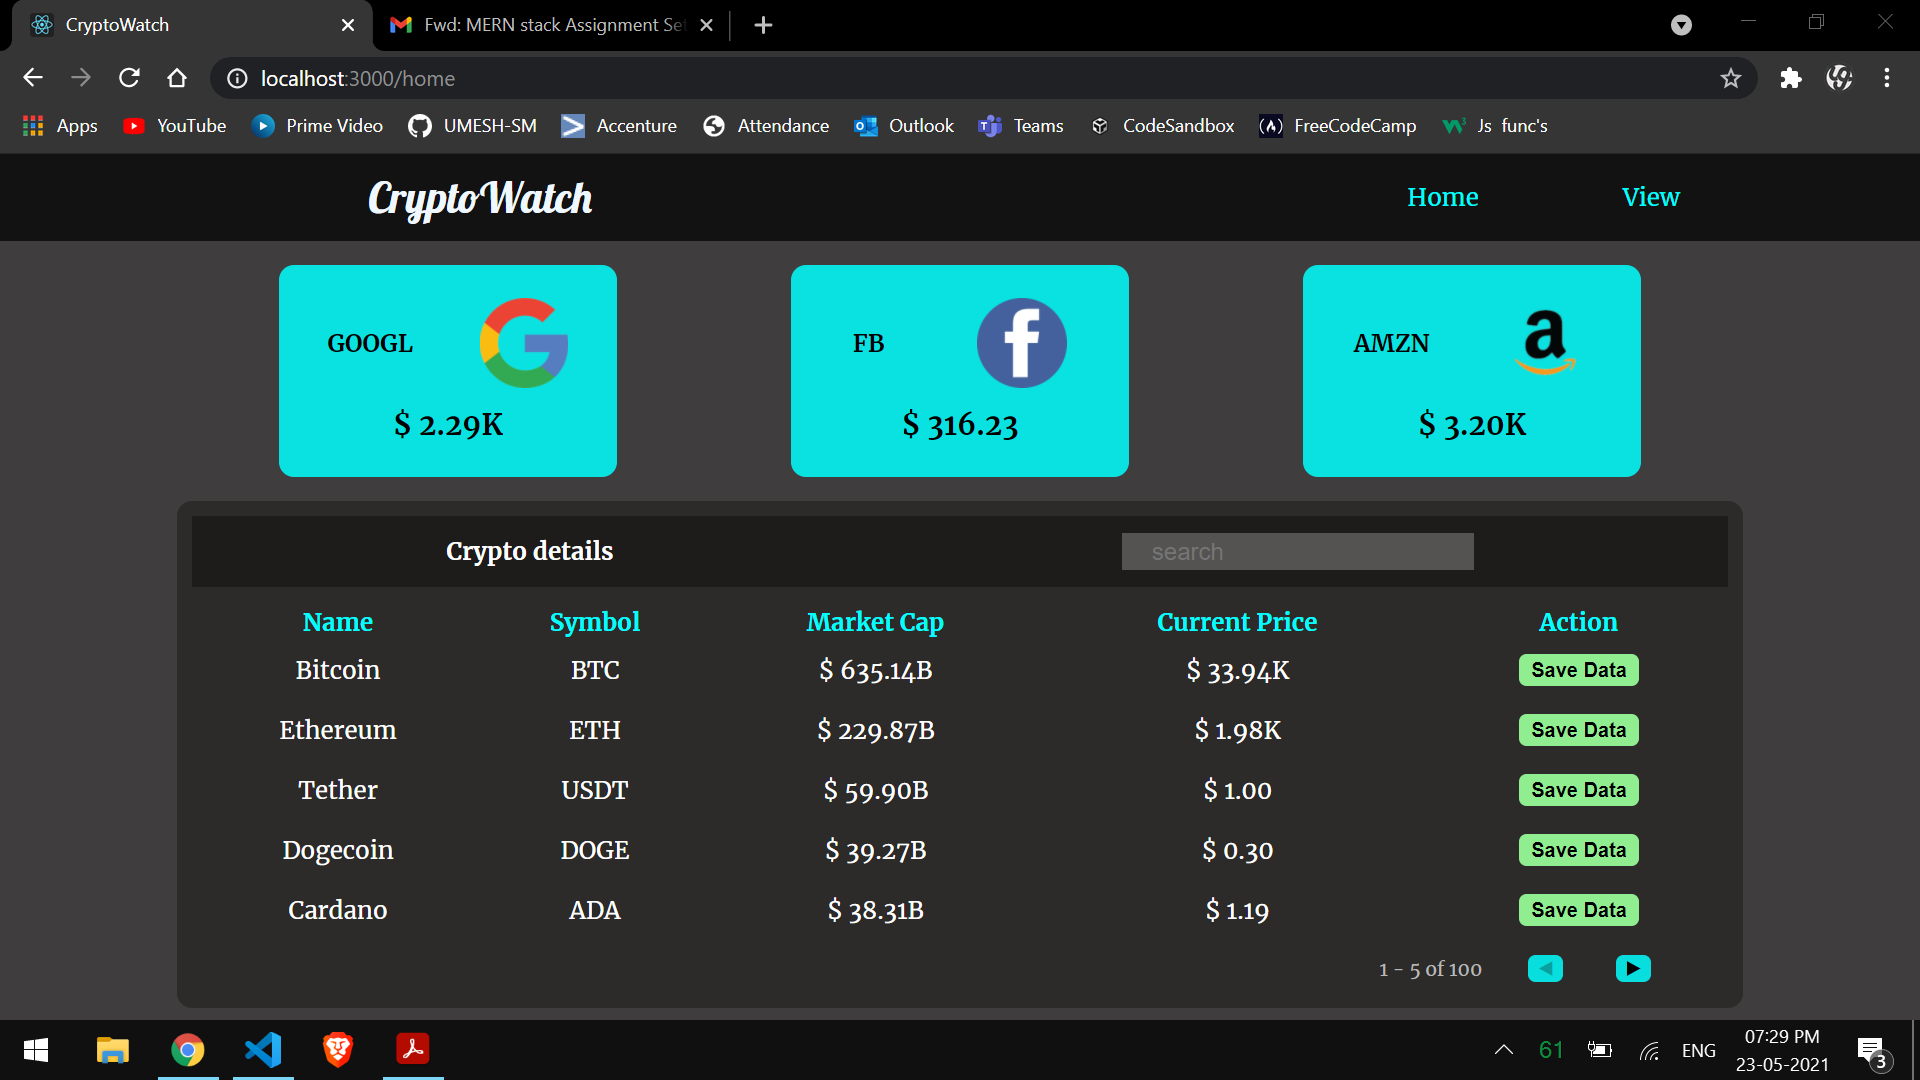 CryptoWatch
Fwd: MERN stack Assignment Se
localhost:3000/home
Apps YouTube Prime Video UMESH-SM Accenture Attendance Outlook Teams CodeSandbox FreeCodeCamp Js func's
CryptoWatch Home View
GOOGL
$ 2.29K
FB
$ 316.23
a
AMZN
$ 3.20K
Crypto details search
Name Symbol Market Cap Current Price Action
Bitcoin BTC $ 635.14B $ 33.94K Save Data
Ethereum ETH $ 229.87B $ 1.98K Save Data
Tether USDT $ 59.90B $ 1.00 Save Data
Dogecoin DOGE $ 39.27B $ 0.30 Save Data
Cardano ADA $ 38.31B $ 1.19 Save Data
1 - 5 of 100
61 ENG 07:29 PM
23-05-2021 3